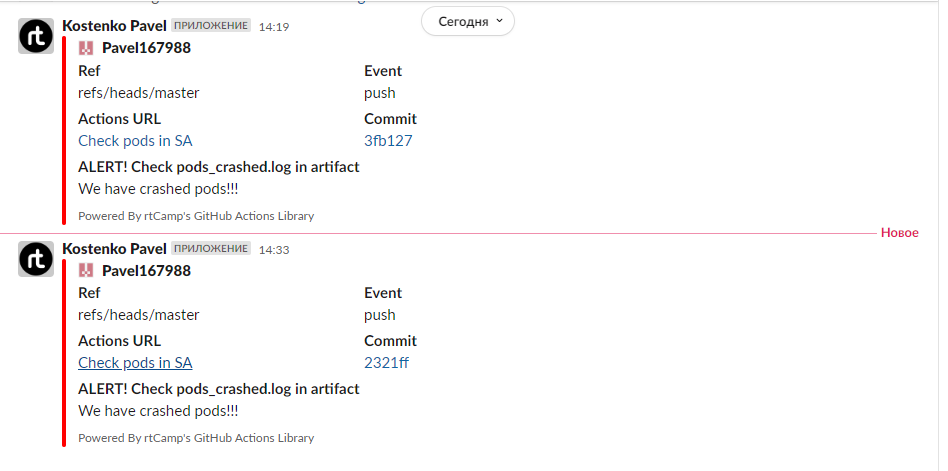 Сегодня
rt
Kostenko Pavel ПРИЛОЖЕНИЕ 14:19
Pavel167988
Ref Event
refs/heads/master push
Actions URL Commit
Check pods in SA 3fb127
ALERT! Check pods_crashed.log in artifact
We have crashed pods!!!
Powered By rtCamp's GitHub Actions Library
Новое
rt
Kostenko Pavel ПРИЛОЖЕНИЕ 14:33
Pavel167988
Ref Event
refs/heads/master push
Actions URL Commit
Check pods in SA 2321ff
ALERT! Check pods_crashed.log in artifact
We have crashed pods!!!
Powered By rtCamp's GitHub Actions Library